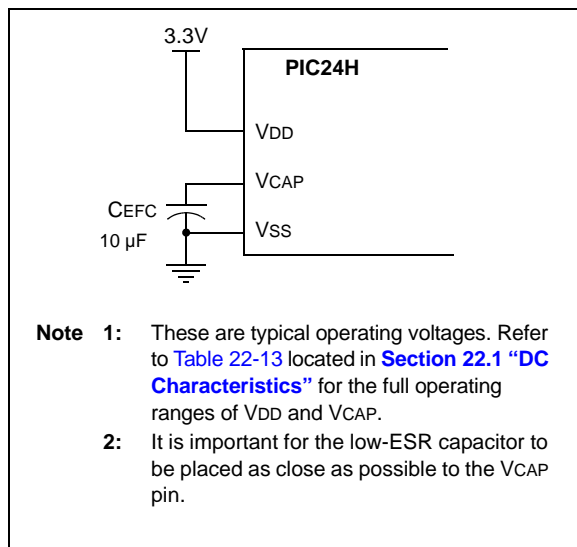 3.3V
PIC24H
VDD
VCAP
CEFC
10 µF
VSS
Note 1: These are typical operating voltages. Refer
to Table 22-13 located in Section 22.1 “DC
Characteristics” for the full operating
ranges of VDD and VCAP.
2: It is important for the low-ESR capacitor to
be placed as close as possible to the VCAP
pin.